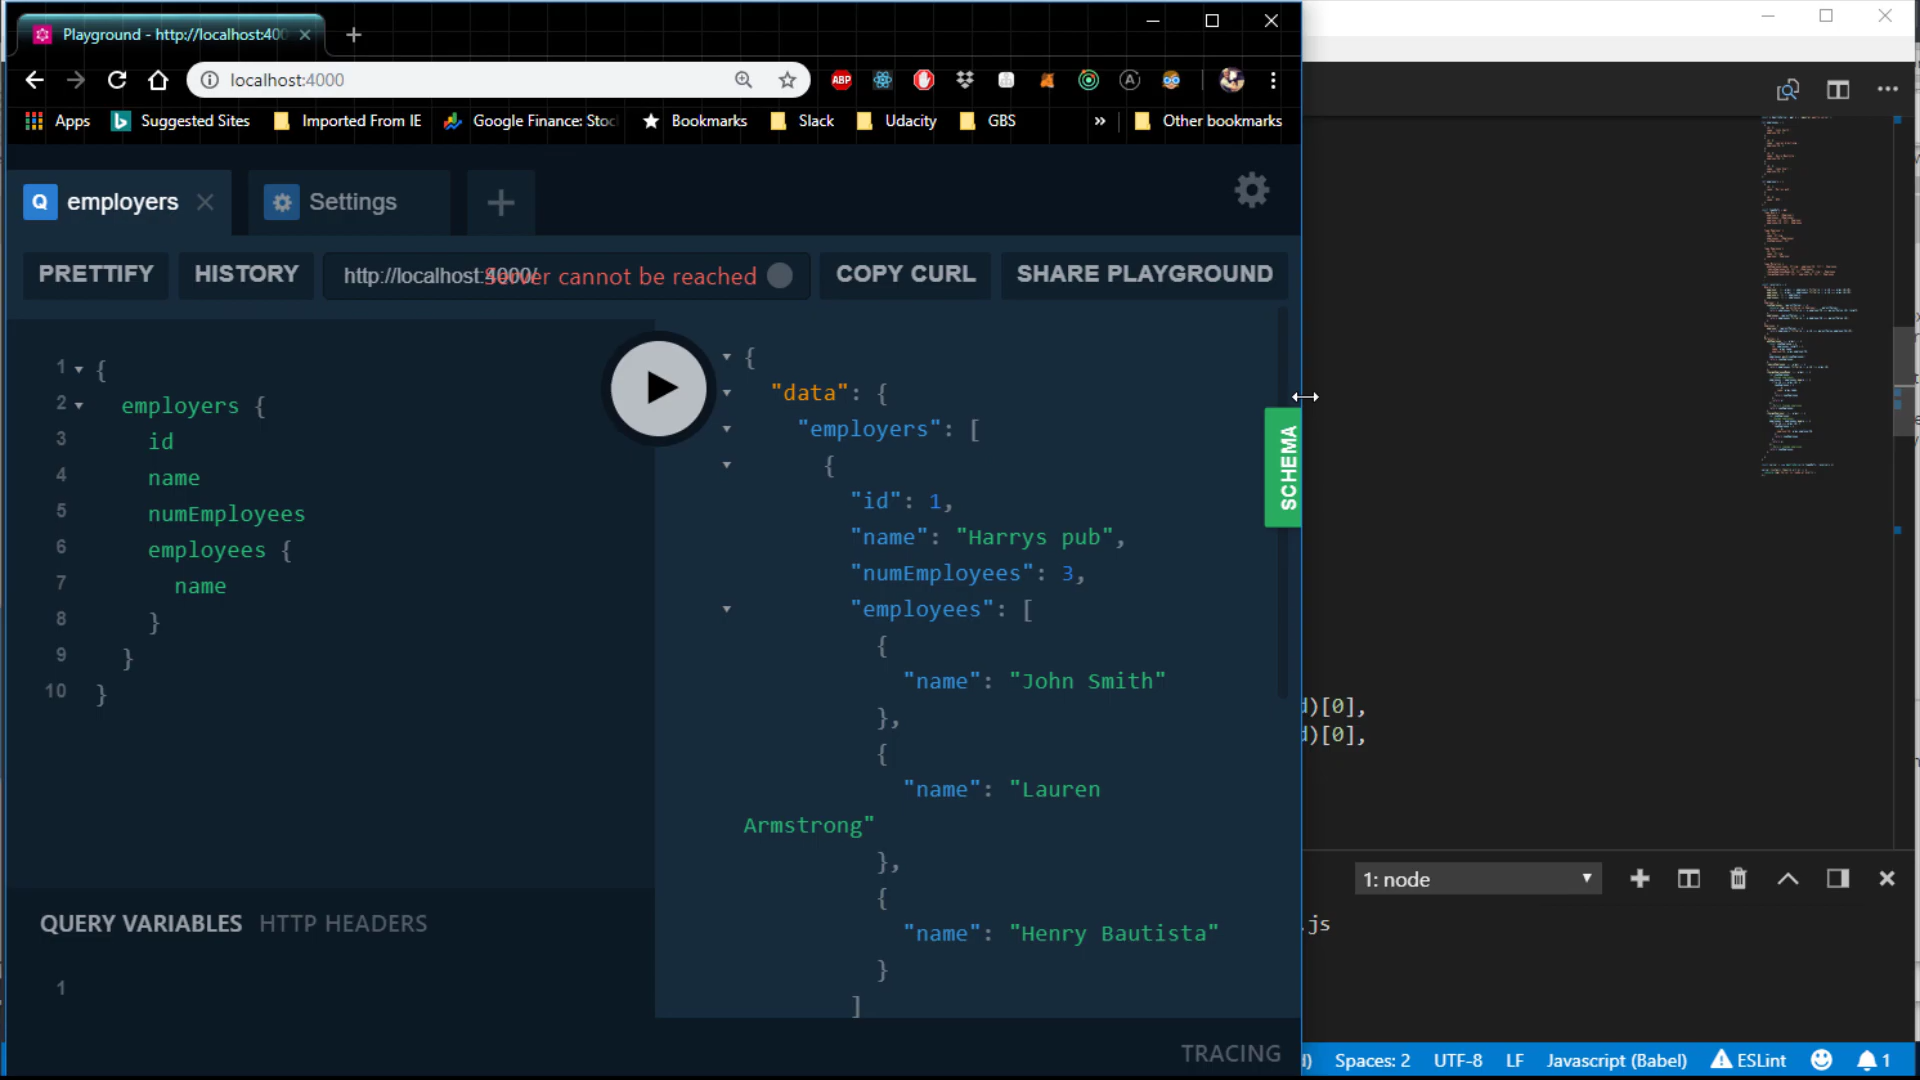 Playground - http://localhost:400
localhost:4000
ABP
Apps
Suggested Sites
Imported From IE
Google Finance: Stoc
Bookmarks
Slack
Udacity
GBS
»
Other bookmarks
Q employers
Settings
PRETTIFY
HISTORY
http://localhost:4000/
Server cannot be reached
COPY CURL
SHARE PLAYGROUND
1 {
2 employers {
3 id
4 name
5 numEmployees
6 employees {
7 name
8 }
9 }
10 }
{
"data": {
"employers": [
{
"id": 1,
"name": "Harrys pub",
"numEmployees": 3,
"employees": [
{
"name": "John Smith"
},
{
"name": "Lauren
Armstrong"
},
{
"name": "Henry Bautista"
}
]
SCHEMA
QUERY VARIABLES
HTTP HEADERS
1
TRACING
d)[0],
d)[0],
1: node
.js
Spaces: 2
UTF-8
LF
Javascript (Babel)
ESLint
1